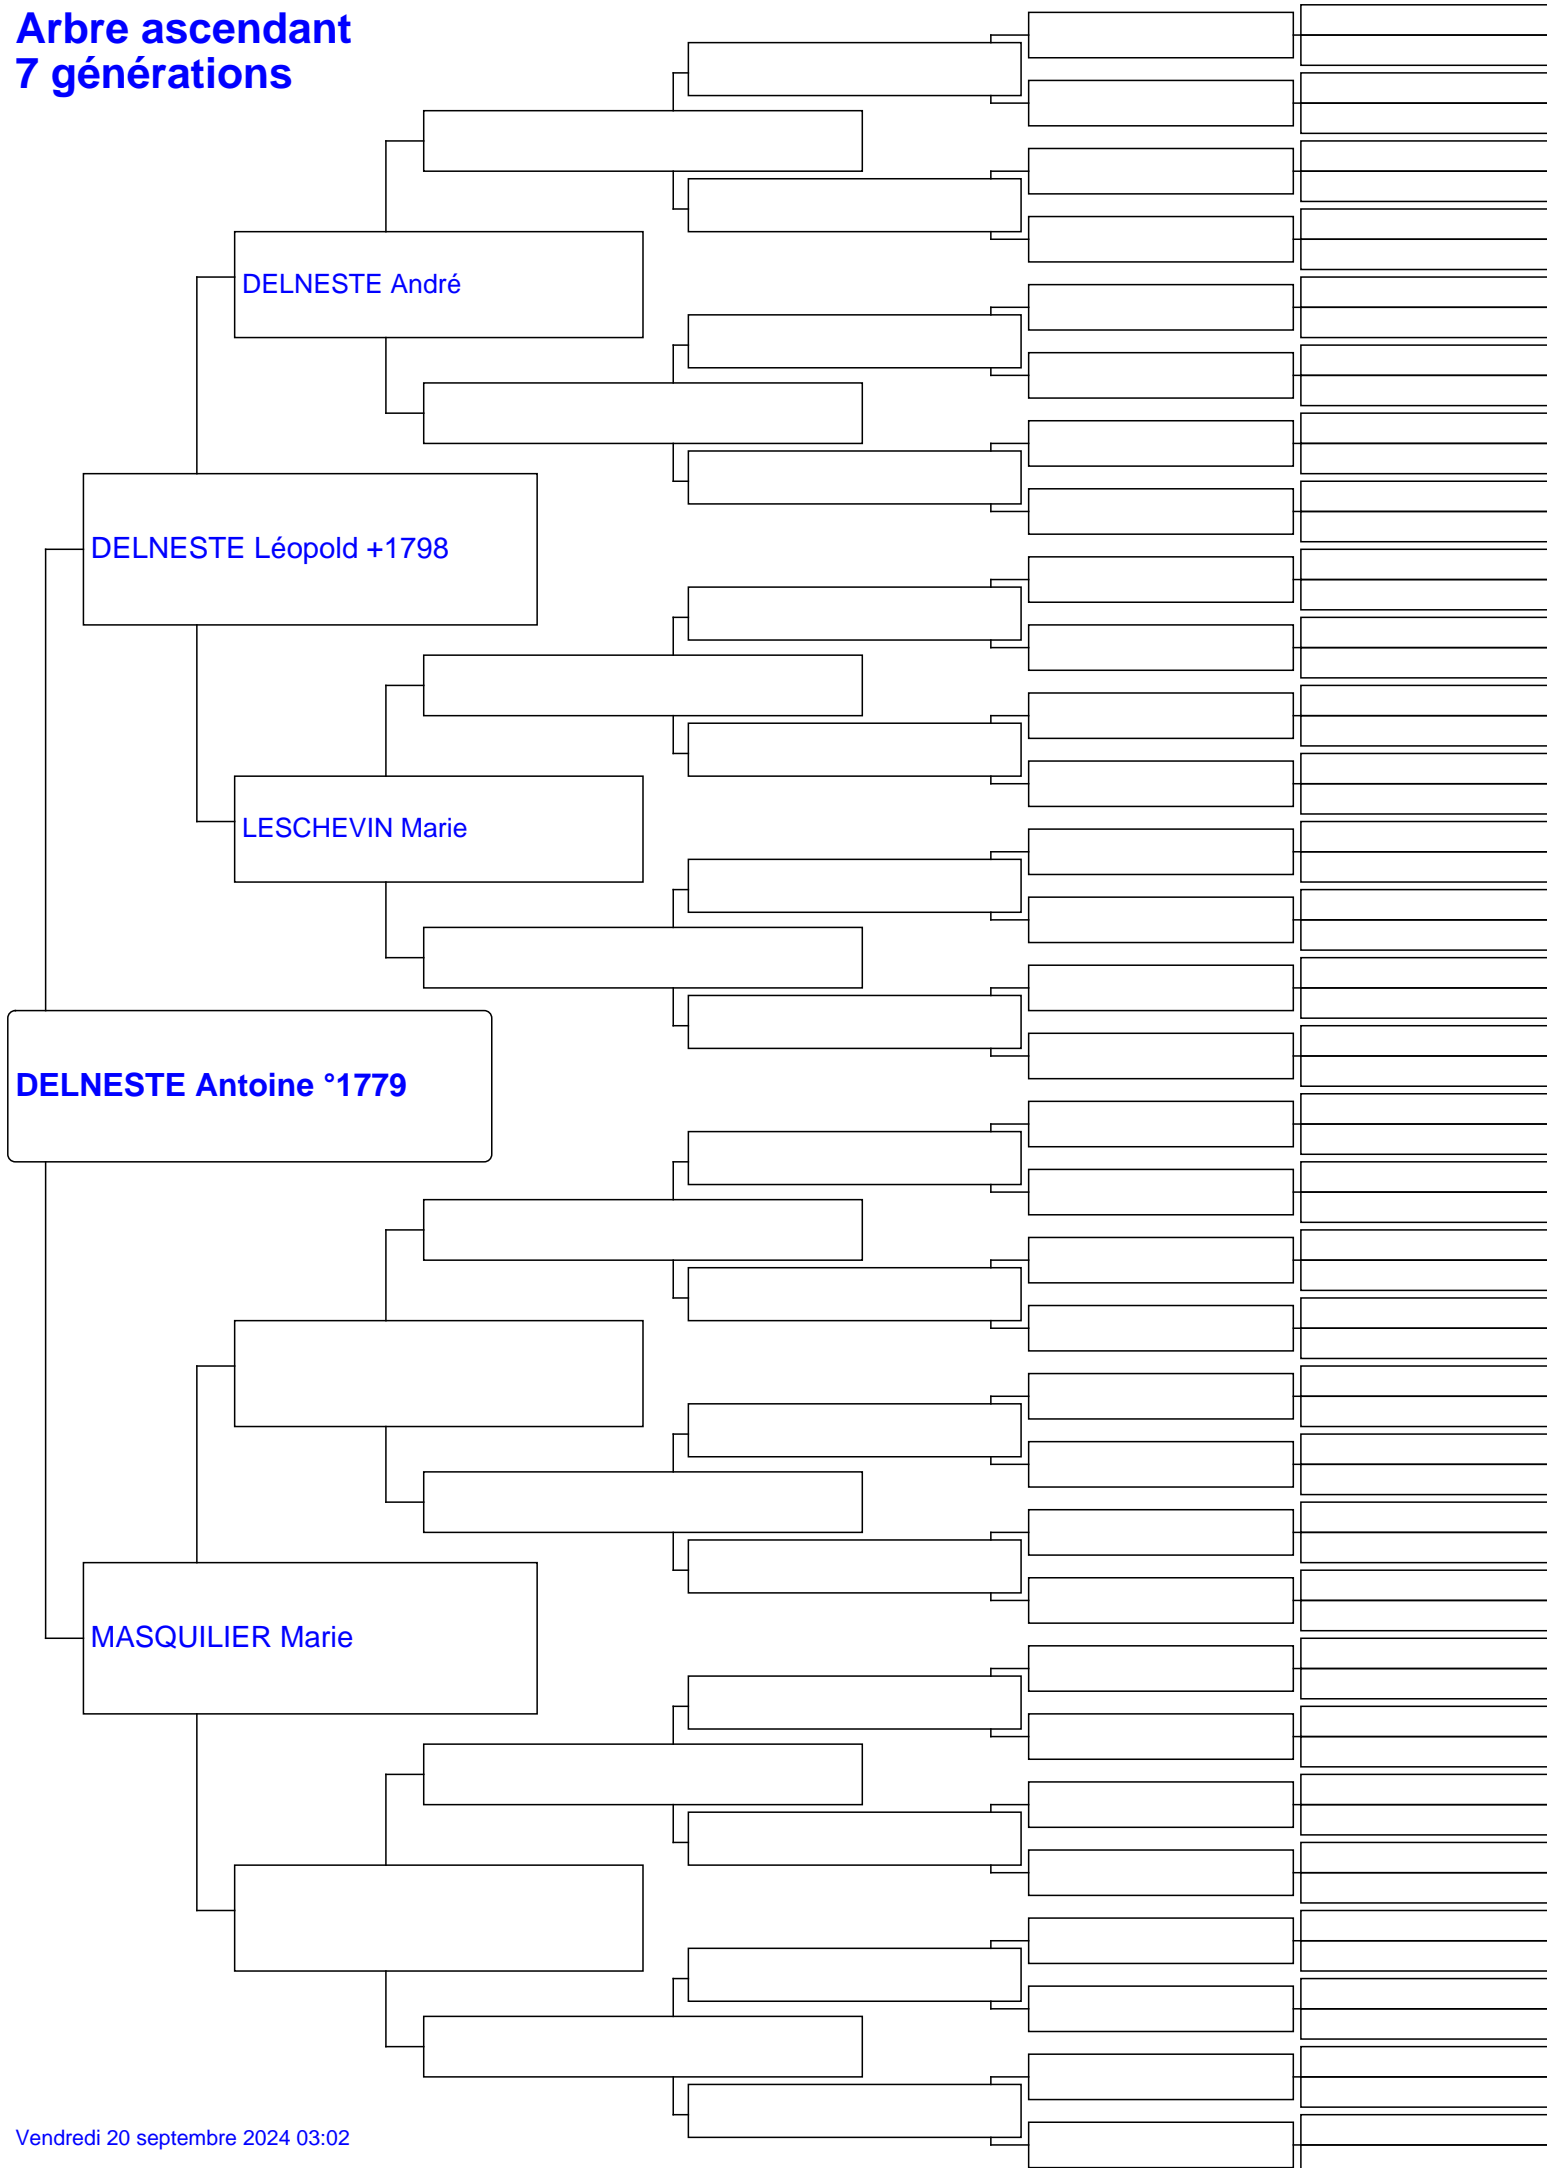 Arbre ascendant
7 générations
DELNESTE André
DELNESTE Léopold +1798
LESCHEVIN Marie
DELNESTE Antoine °1779
MASQUILIER Marie
Vendredi 20 septembre 2024 03:02